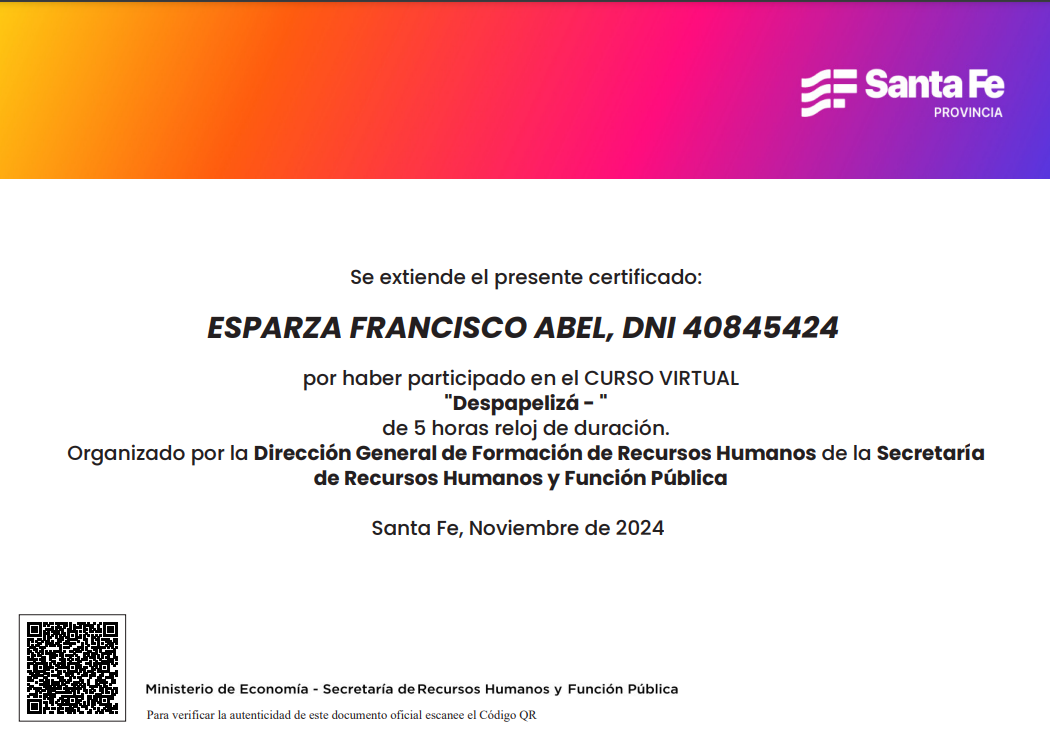 Santa Fe
PROVINCIA
Se extiende el presente certificado:
ESPARZA FRANCISCO ABEL, DNI 40845424
por haber participado en el CURSO VIRTUAL
"Despapelizá - "
de 5 horas reloj de duración.
Organizado por la Dirección General de Formación de Recursos Humanos de la Secretaría
de Recursos Humanos y Función Pública
Santa Fe, Noviembre de 2024
Ministerio de Economía - Secretaría de Recursos Humanos y Función Pública
Para verificar la autenticidad de este documento oficial escanee el Código QR